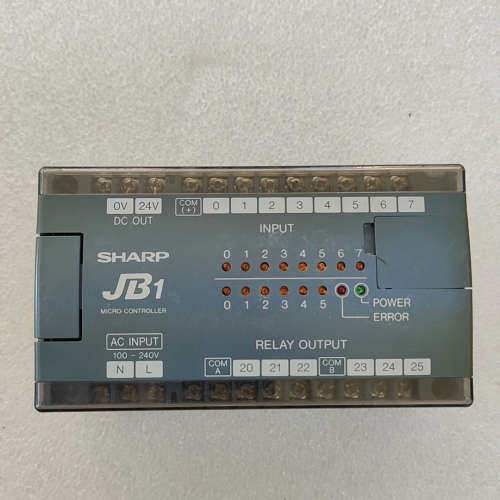 0V 24V COM (+) 0 1 2 3 4 5 6 7
DC OUT
INPUT
SHARP
0 1 2 3 4 5 6 7
JB1
0 1 2 3 4 5
POWER
MICRO CONTROLLER
ERROR
AC INPUT
100 - 240V
RELAY OUTPUT
N L COM A 20 21 22 COM B 23 24 25